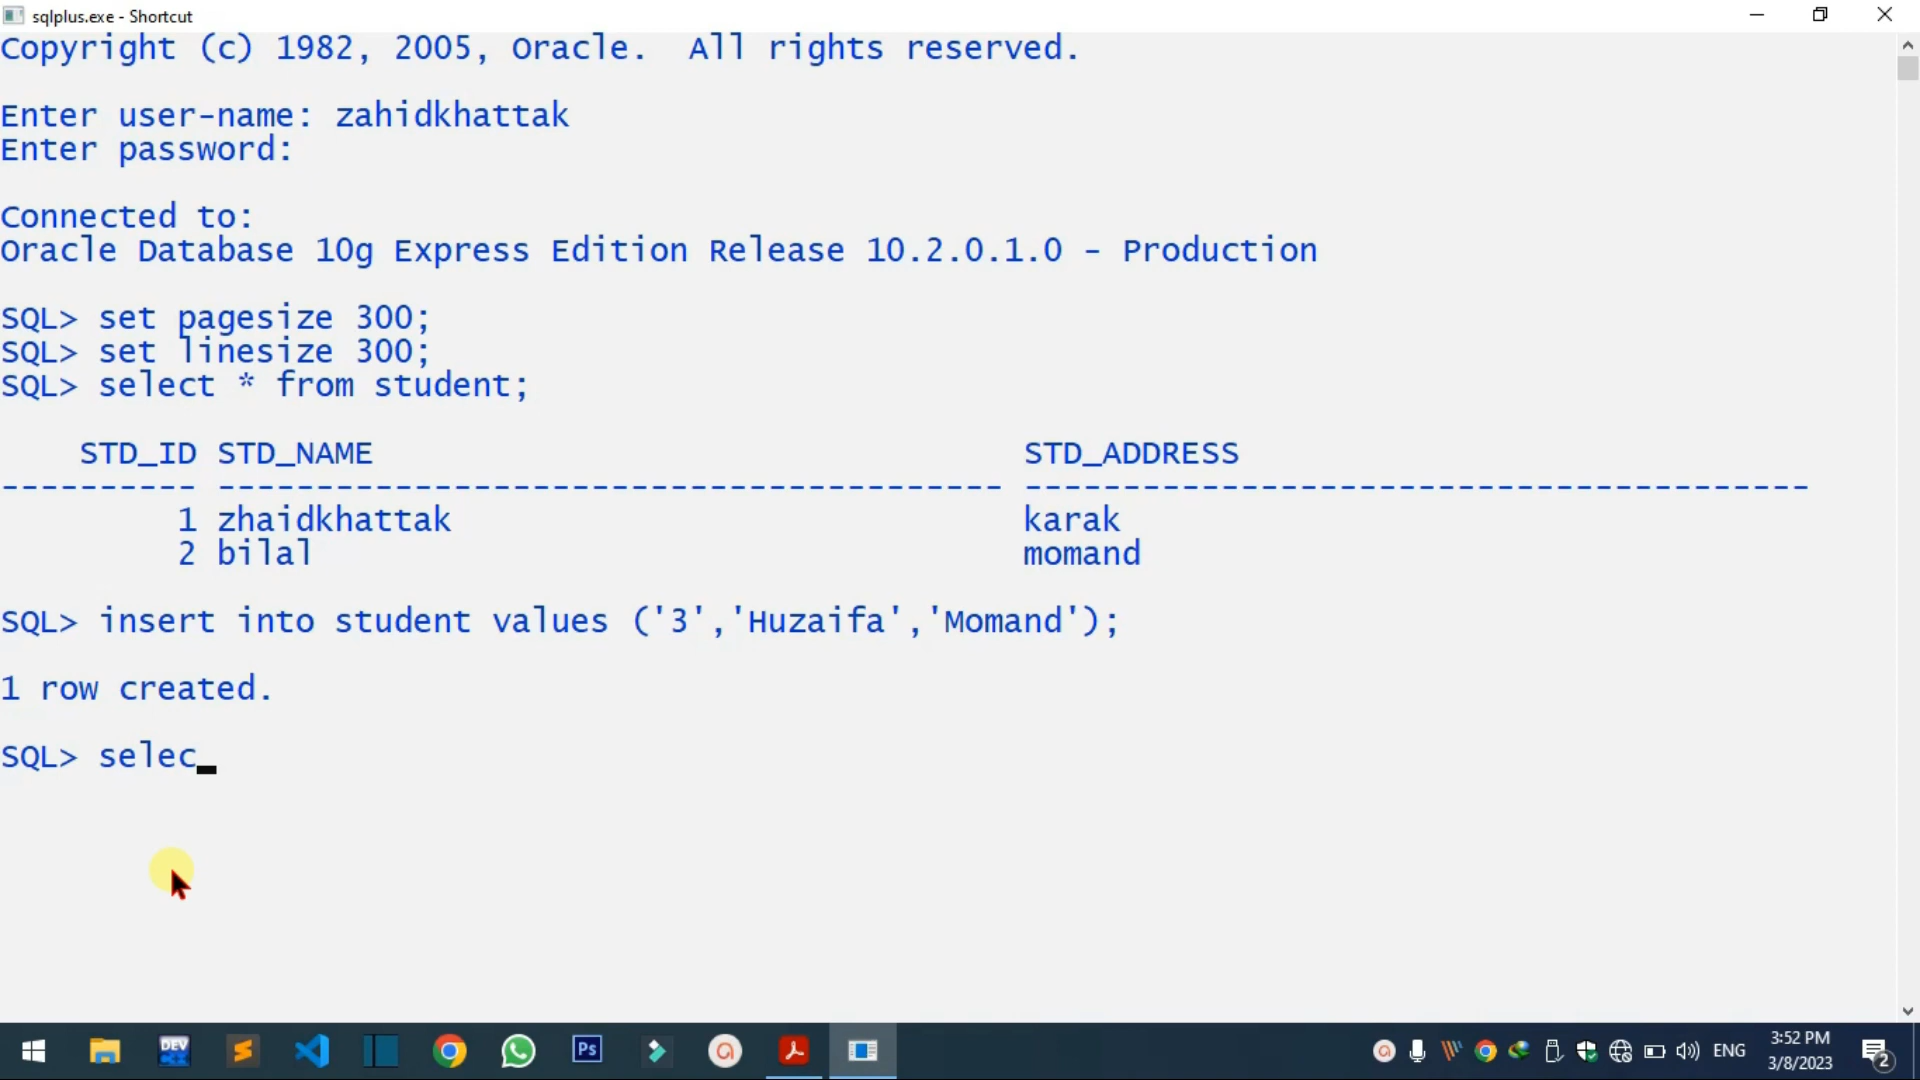 sqlplus.exe - Shortcut
Copyright (c) 1982, 2005, Oracle.  All rights reserved.
Enter user-name: zahidkhattak
Enter password:
Connected to:
Oracle Database 10g Express Edition Release 10.2.0.1.0 - Production
SQL> set pagesize 300;
SQL> set linesize 300;
SQL> select * from student;
STD_ID STD_NAME STD_ADDRESS
---------- ---------------------------------------- ----------------------------------------
1 zhaidkhattak karak
2 bilal momand
SQL> insert into student values ('3','Huzaifa','Momand');
1 row created.
SQL> selec_
DEV
Ps
ENG
3:52 PM
3/8/2023
2